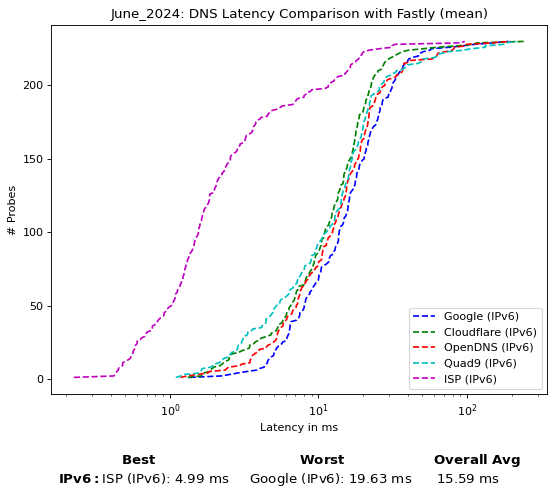 June_2024: DNS Latency Comparison with Fastly (mean)
# Probes
200
150
100
50
0
10⁰
10¹
10²
Latency in ms
Google (IPv6)
Cloudflare (IPv6)
OpenDNS (IPv6)
Quad9 (IPv6)
ISP (IPv6)
Best Worst Overall Avg
IPv6: ISP (IPv6): 4.99 ms Google (IPv6): 19.63 ms 15.59 ms